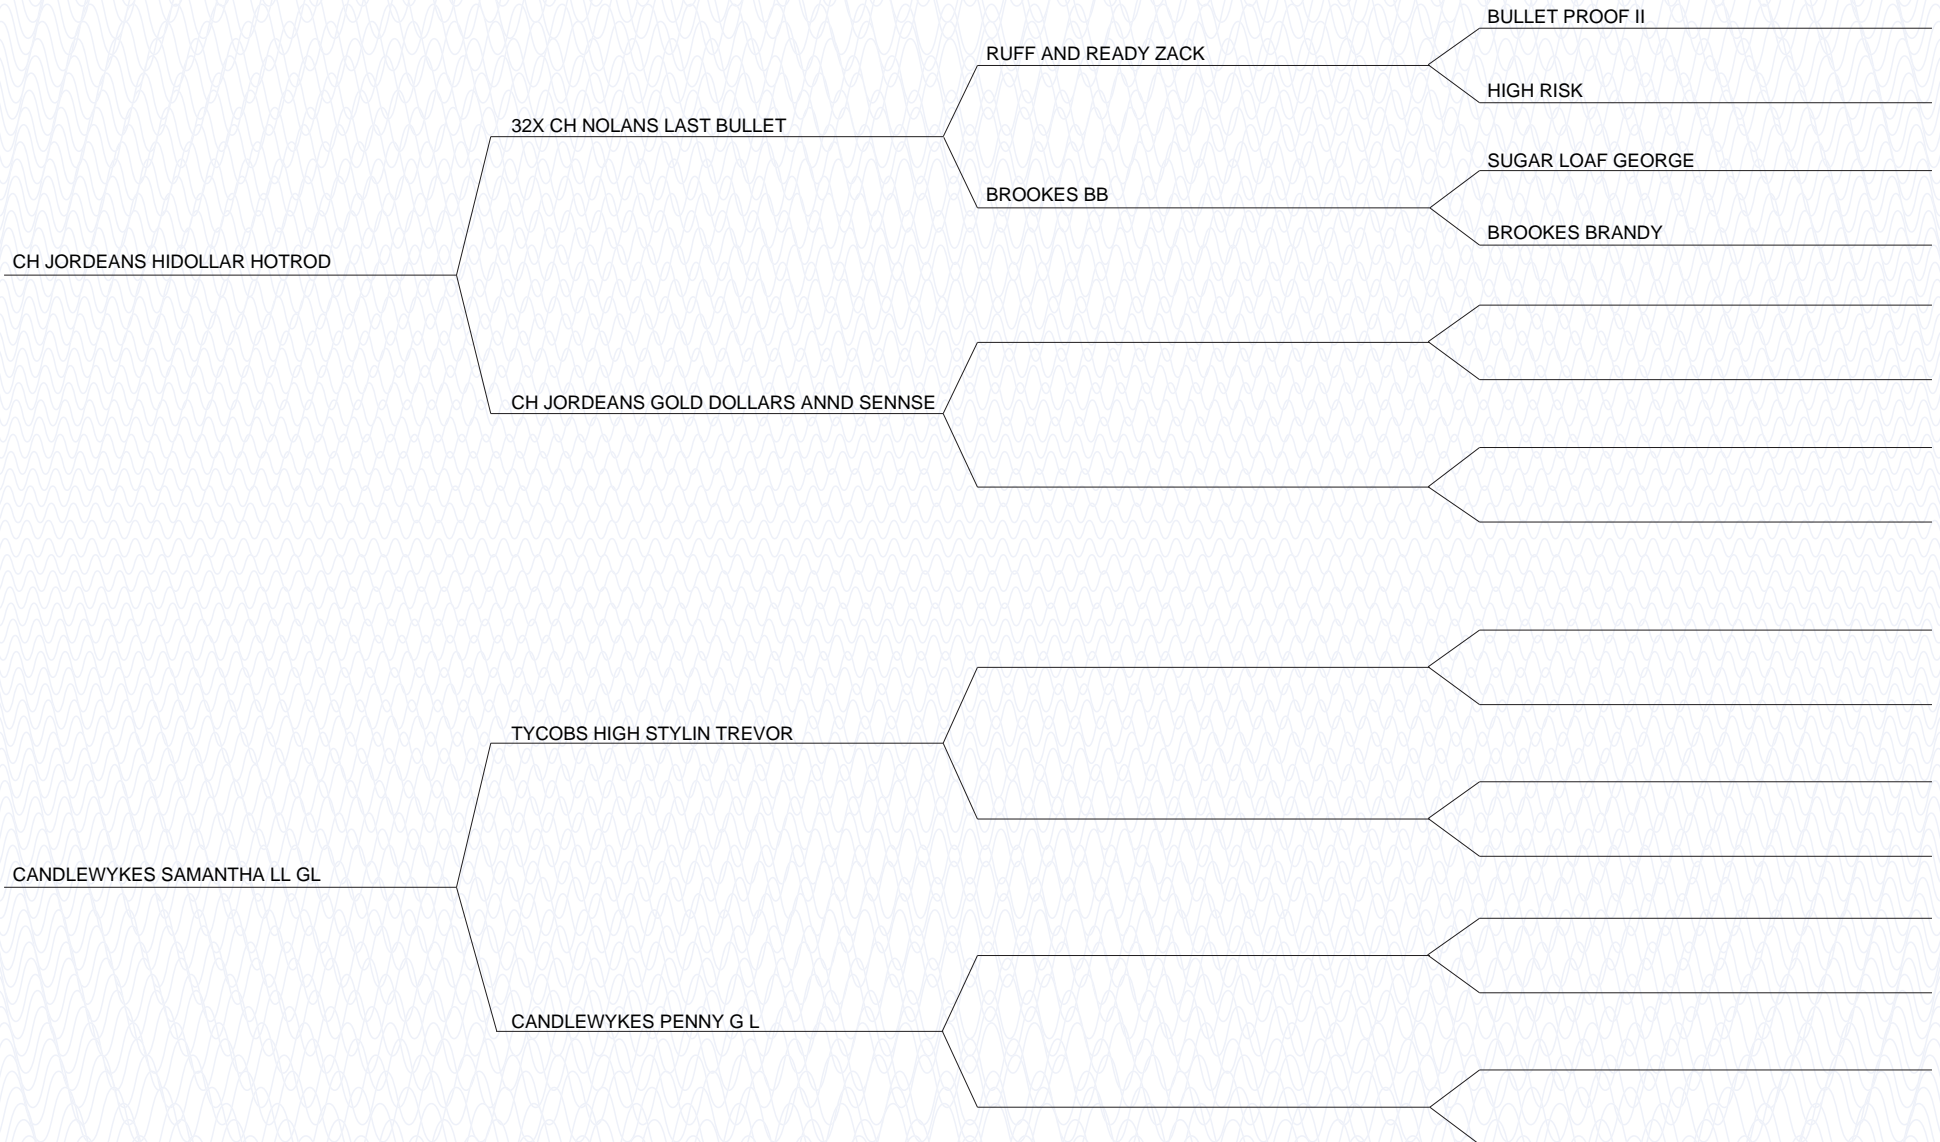 BULLET PROOF II
RUFF AND READY ZACK
HIGH RISK
32X CH NOLANS LAST BULLET
SUGAR LOAF GEORGE
BROOKES BB
BROOKES BRANDY
CH JORDEANS HIDOLLAR HOTROD
CH JORDEANS GOLD DOLLARS ANND SENNSE
TYCOBS HIGH STYLIN TREVOR
CANDLEWYKES SAMANTHA LL GL
CANDLEWYKES PENNY G L